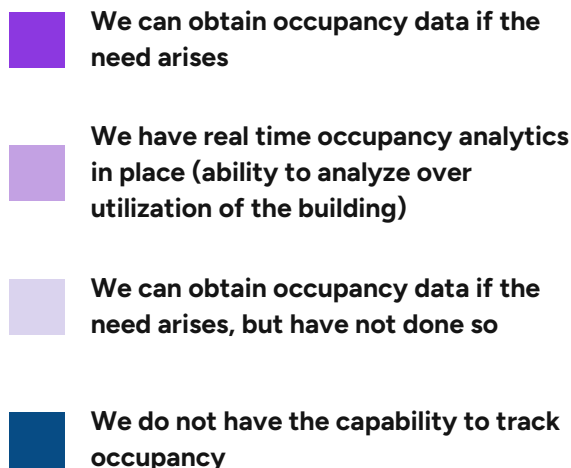 We can obtain occupancy data if the
need arises
We have real time occupancy analytics
in place (ability to analyze over
utilization of the building)
We can obtain occupancy data if the
need arises, but have not done so
We do not have the capability to track
occupancy